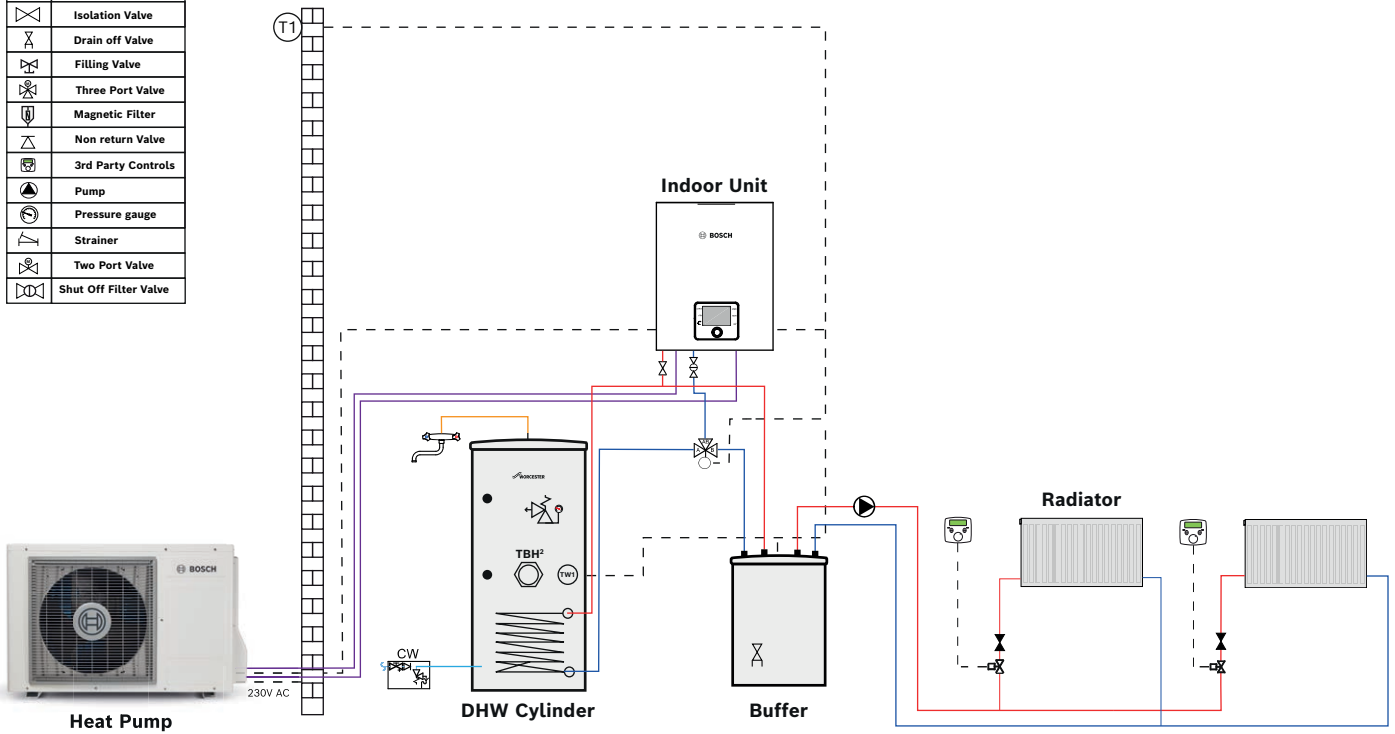 Isolation Valve
Drain off Valve
Filling Valve
Three Port Valve
Magnetic Filter
Non return Valve
3rd Party Controls
Pump
Pressure gauge
Strainer
Two Port Valve
Shut Off Filter Valve
T1
Indoor Unit
BOSCH
AB
A B
WORCESTER
TBH²
TW1
Radiator
BOSCH
CW
230V AC
Heat Pump
DHW Cylinder
Buffer